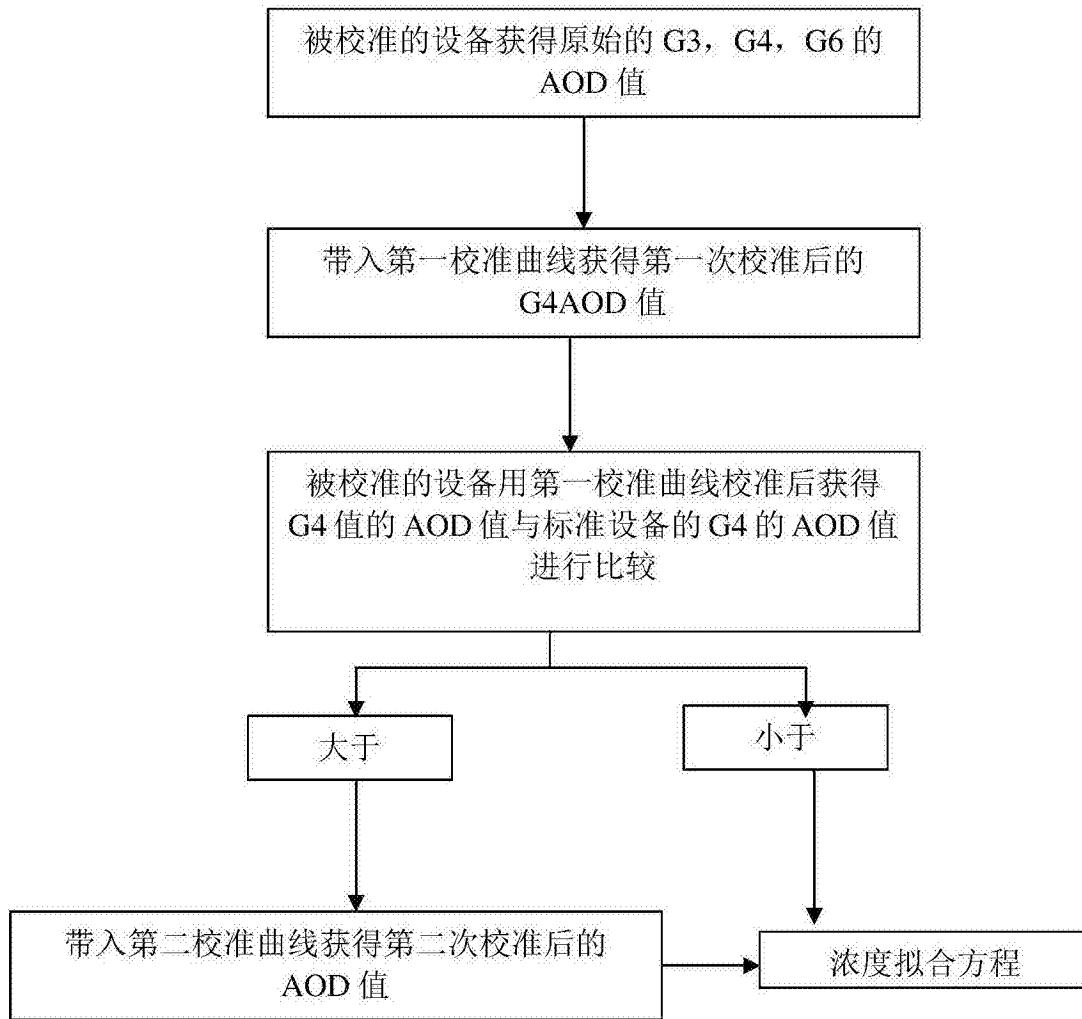 被校准的设备获得原始的 G3，G4，G6 的
AOD 值
带入第一校准曲线获得第一次校准后的
G4AOD 值
被校准的设备用第一校准曲线校准后获得
G4 值的 AOD 值与标准设备的 G4 的 AOD 值
进行比较
大于
小于
带入第二校准曲线获得第二次校准后的
AOD 值
浓度拟合方程